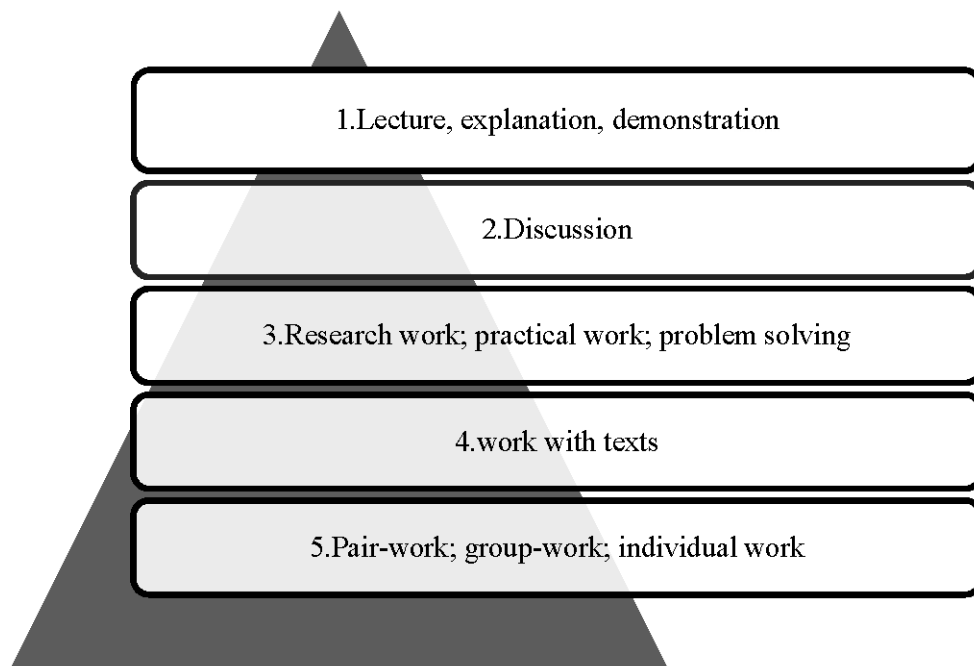 1.Lecture, explanation, demonstration
2.Discussion
3.Research work; practical work; problem solving
4.work with texts
5.Pair-work; group-work; individual work